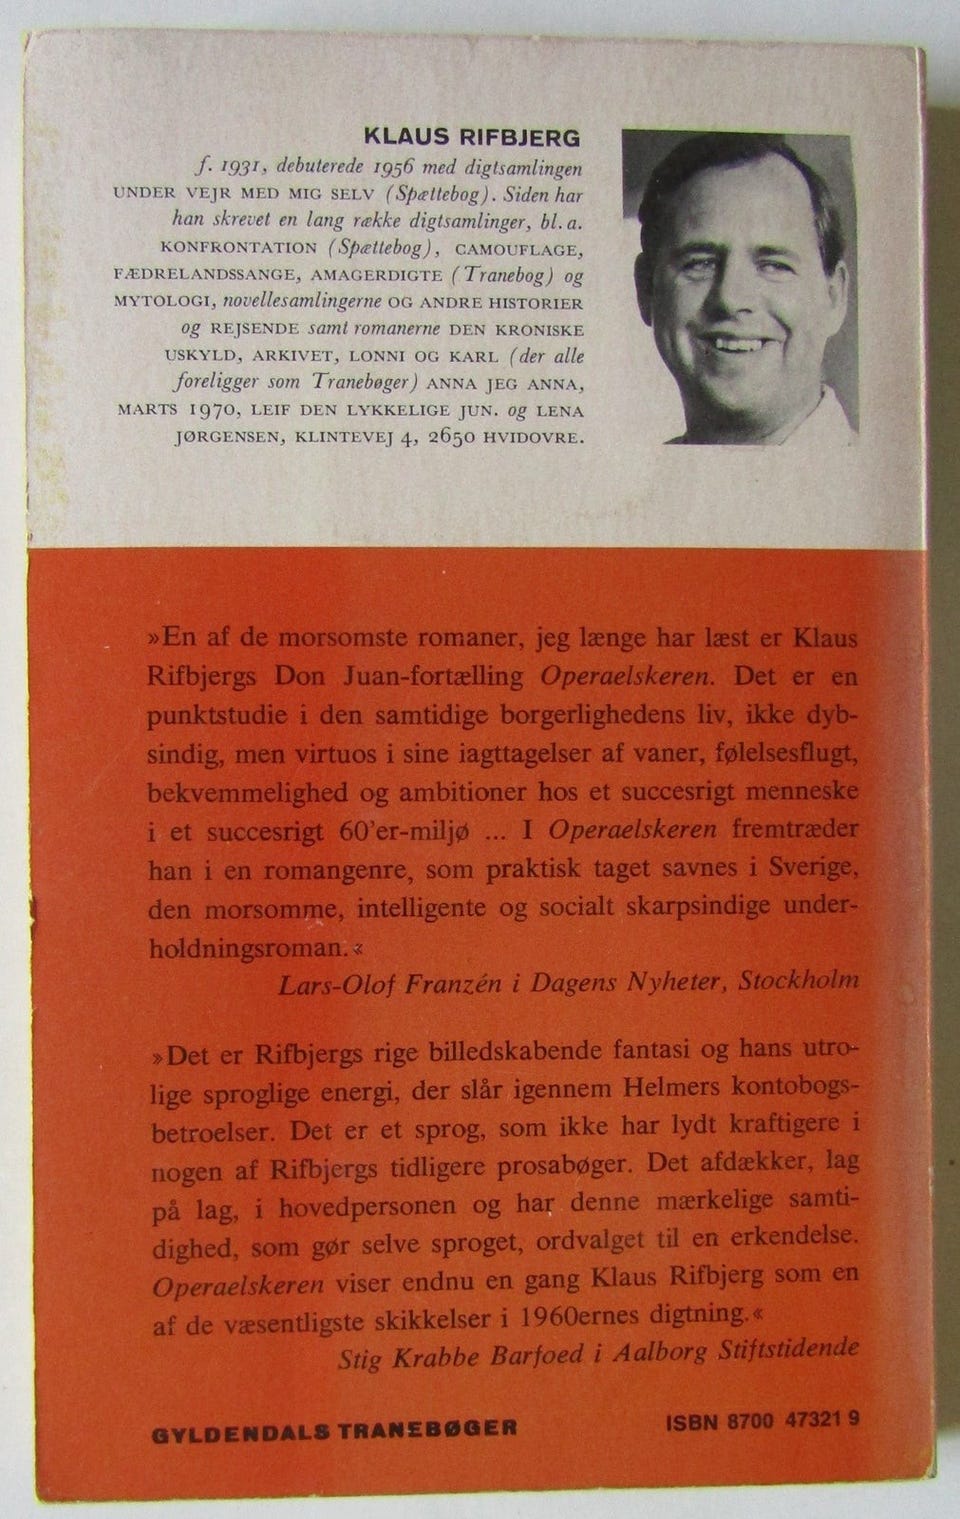 KLAUS RIFBJERG
f. 1931, debuterede 1956 med digtsamlingen
UNDER VEJR MED MIG SELV (Spættebog). Siden har
han skrevet en lang række digtsamlinger, bl. a.
KONFRONTATION (Spættebog), CAMOUFLAGE,
FÆDRELANDSSANGE, AMAGERDIGTE (Tranebog) og
MYTOLOGI, novellesamlingerne OG ANDRE HISTORIER
og REJSENDE samt romanerne DEN KRONISKE
USKYLD, ARKIVET, LONNI OG KARL (der alle
foreligger som Tranebøger) ANNA JEG ANNA,
MARTS 1970, LEIF DEN LYKKELIGE JUN. og LENA
JØRGENSEN, KLINTEVEJ 4, 2650 HVIDOVRE.
»En af de morsomste romaner, jeg længe har læst er Klaus
Rifbjergs Don Juan-fortælling Operaelskeren. Det er en
punktstudie i den samtidige borgerlighedens liv, ikke dyb-
sindig, men virtuos i sine iagttagelser af vaner, følelsesflugt,
bekvemmelighed og ambitioner hos et succesrigt menneske
i et succesrigt 60'er-miljø ... I Operaelskeren fremtræder
han i en romangenre, som praktisk taget savnes i Sverige,
den morsomme, intelligente og socialt skarpsindige under-
holdningsroman.«
Lars-Olof Franzén i Dagens Nyheter, Stockholm
»Det er Rifbjergs rige billedskabende fantasi og hans utro-
lige sproglige energi, der slår igennem Helmers kontobogs-
betroelser. Det er et sprog, som ikke har lydt kraftigere i
nogen af Rifbjergs tidligere prosabøger. Det afdækker, lag
på lag, i hovedpersonen og har denne mærkelige samti-
dighed, som gør selve sproget, ordvalget til en erkendelse.
Operaelskeren viser endnu en gang Klaus Rifbjerg som en
af de væsentligste skikkelser i 1960ernes digtning.«
Stig Krabbe Barfoed i Aalborg Stiftstidende
GYLDENDALS TRANEBØGER
ISBN 8700 47321 9